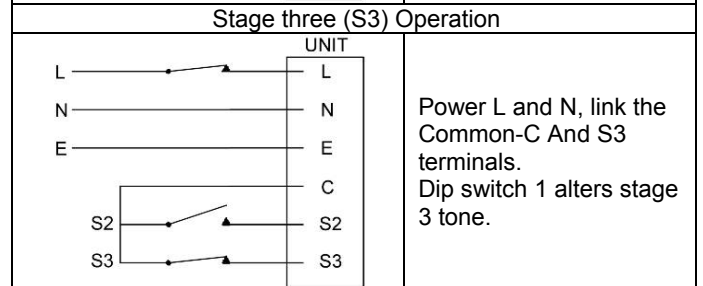 Stage three (S3) Operation
UNIT
L L
N N
E E
C
S2 S2
S3 S3
Power L and N, link the
Common-C And S3
terminals.
Dip switch 1 alters stage
3 tone.